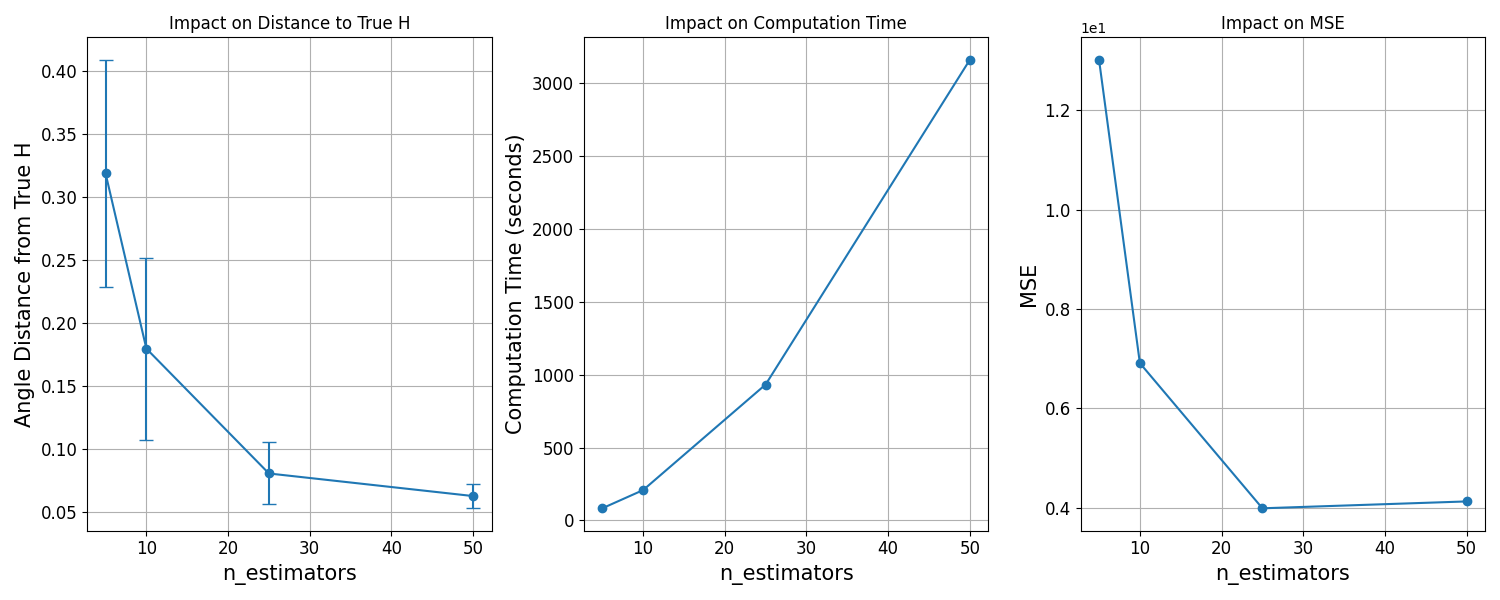 Impact on Distance to True H
Angle Distance from True H
0.40
0.35
0.30
0.25
0.20
0.15
0.10
0.05
10 20 30 40 50
n_estimators
Impact on Computation Time
Computation Time (seconds)
3000
2500
2000
1500
1000
500
0
10 20 30 40 50
n_estimators
Impact on MSE
1e1
MSE
1.2
1.0
0.8
0.6
0.4
10 20 30 40 50
n_estimators